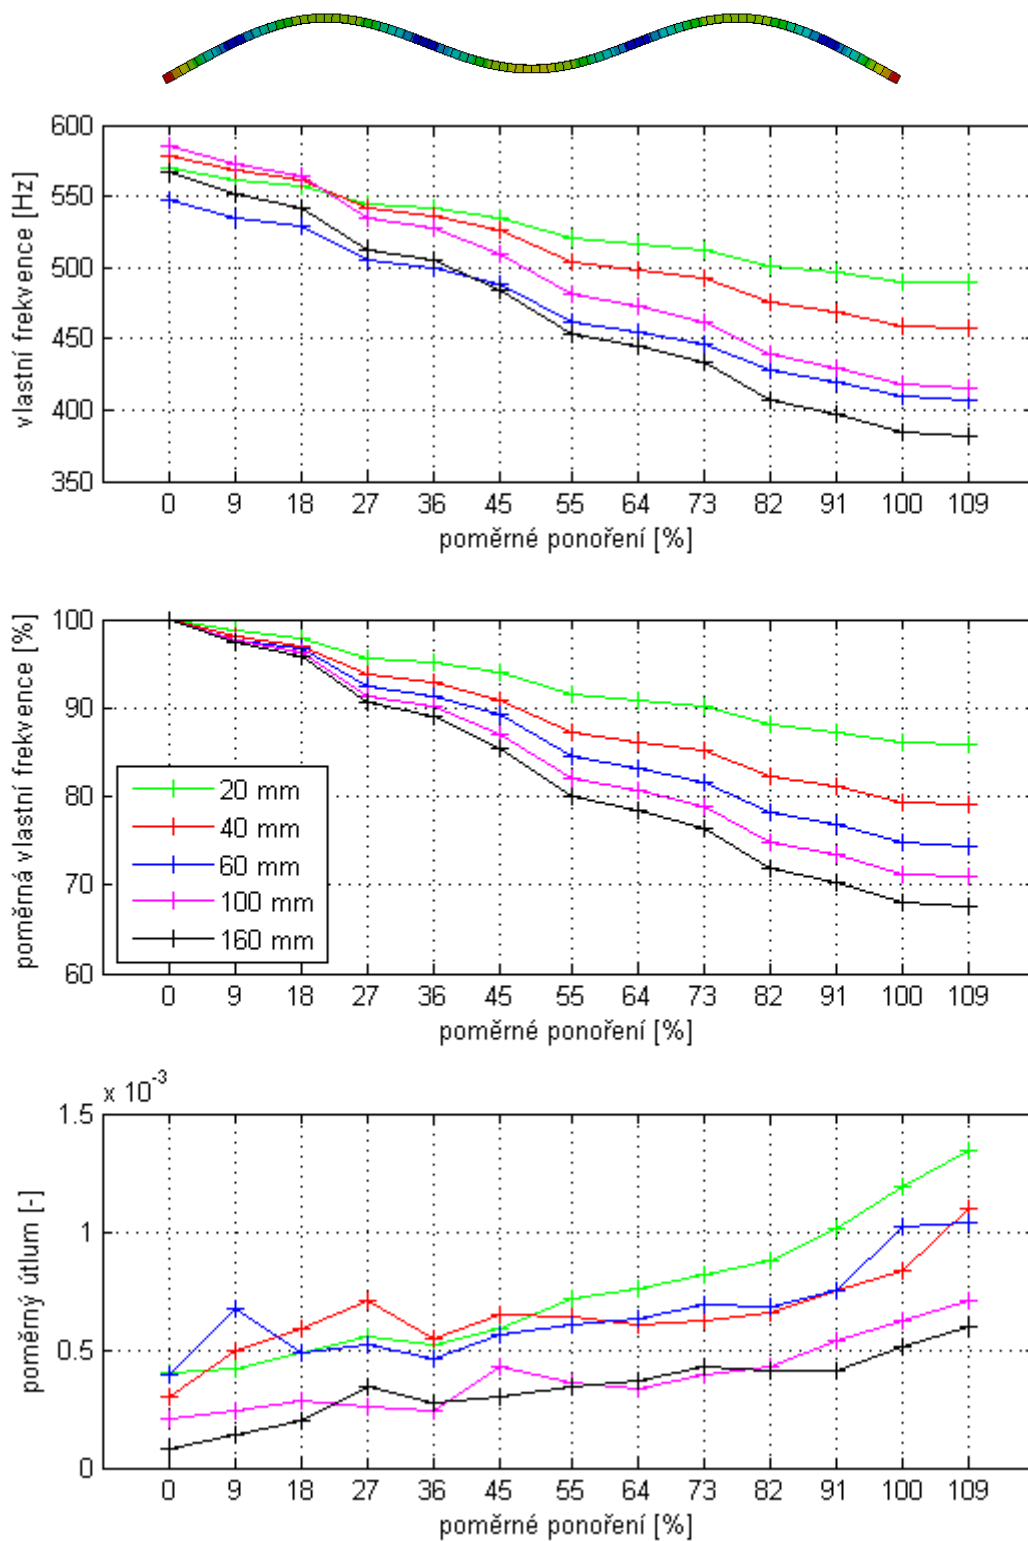 600
550
500
450
400
350
vlastní frekvence [Hz]
0 9 18 27 36 45 55 64 73 82 91 100 109
poměrné ponoření [%]
100
90
80
70
60
poměrná vlastní frekvence [%]
20 mm
40 mm
60 mm
100 mm
160 mm
0 9 18 27 36 45 55 64 73 82 91 100 109
poměrné ponoření [%]
x 10⁻³
1.5
1
0.5
0
poměrný útlum [-]
0 9 18 27 36 45 55 64 73 82 91 100 109
poměrné ponoření [%]